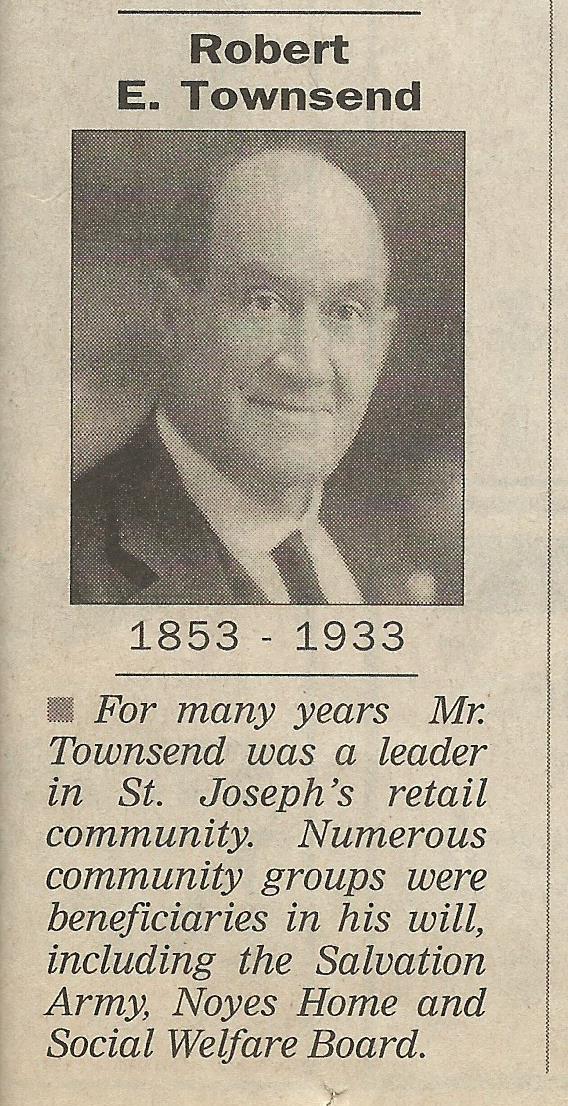 Robert
E. Townsend
1853 - 1933
For many years Mr.
Townsend was a leader
in St. Joseph's retail
community. Numerous
community groups were
beneficiaries in his will,
including the Salvation
Army, Noyes Home and
Social Welfare Board.